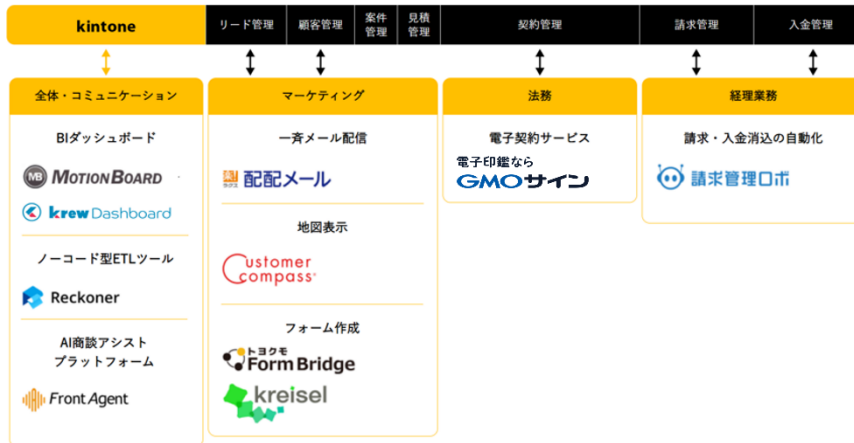 kintone
リード管理
顧客管理
案件
管理
見積
管理
契約管理
請求管理
入金管理
全体・コミュニケーション
BIダッシュボード
MB MOTIONBOARD
krew Dashboard
ノーコード型ETLツール
Reckoner
AI商談アシスト
プラットフォーム
Front Agent
マーケティング
一斉メール配信
配配メール
地図表示
Customer
compass
フォーム作成
トヨクモ
FormBridge
kreisel
法務
電子契約サービス
電子印鑑なら
GMOサイン
経理業務
請求・入金消込の自動化
請求管理ロボ